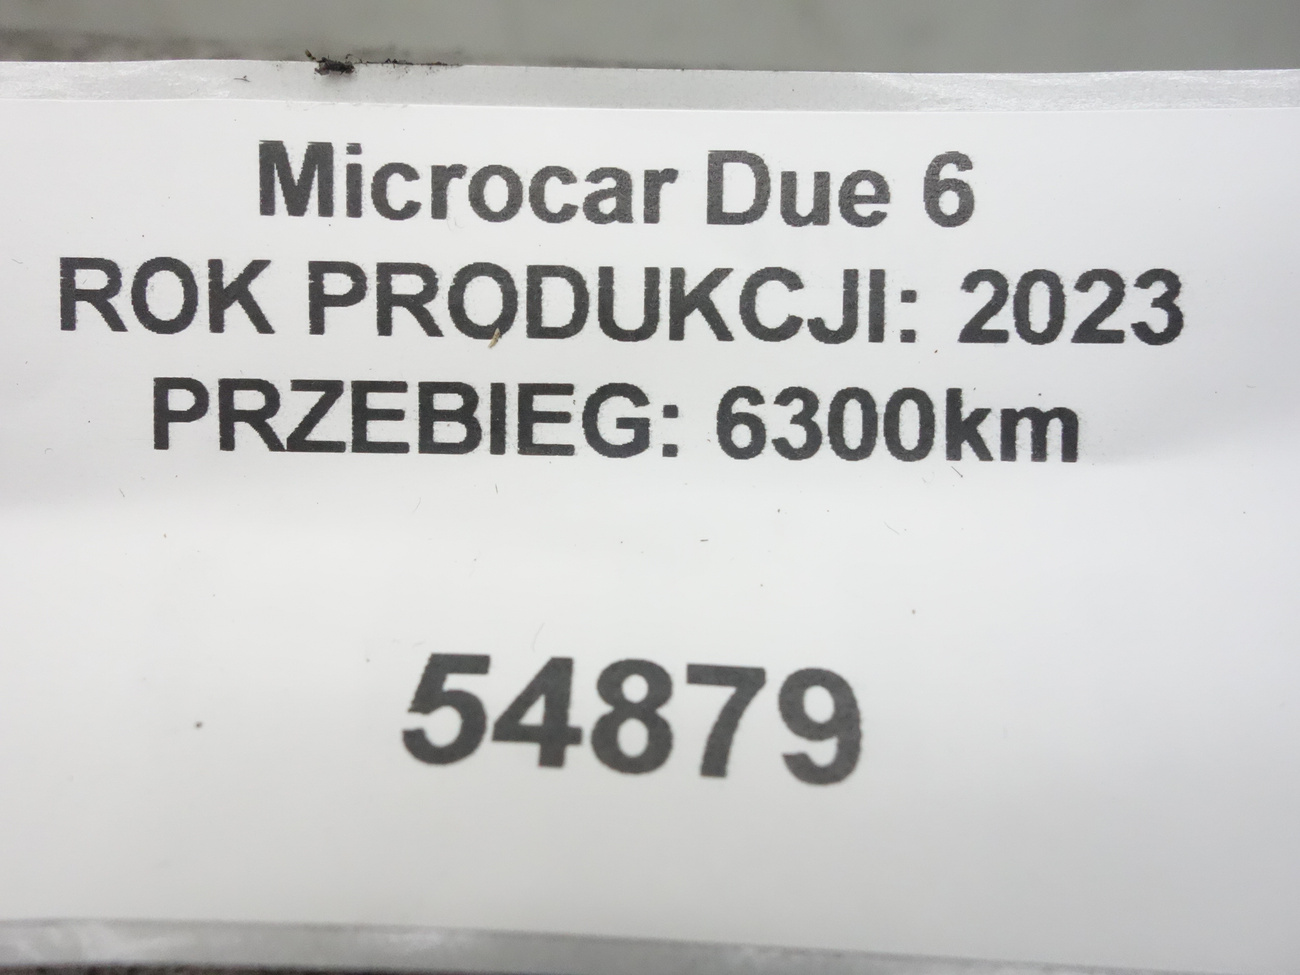 Microcar Due 6
ROK PRODUKCJI: 2023
PRZEBIEG: 6300km
54879